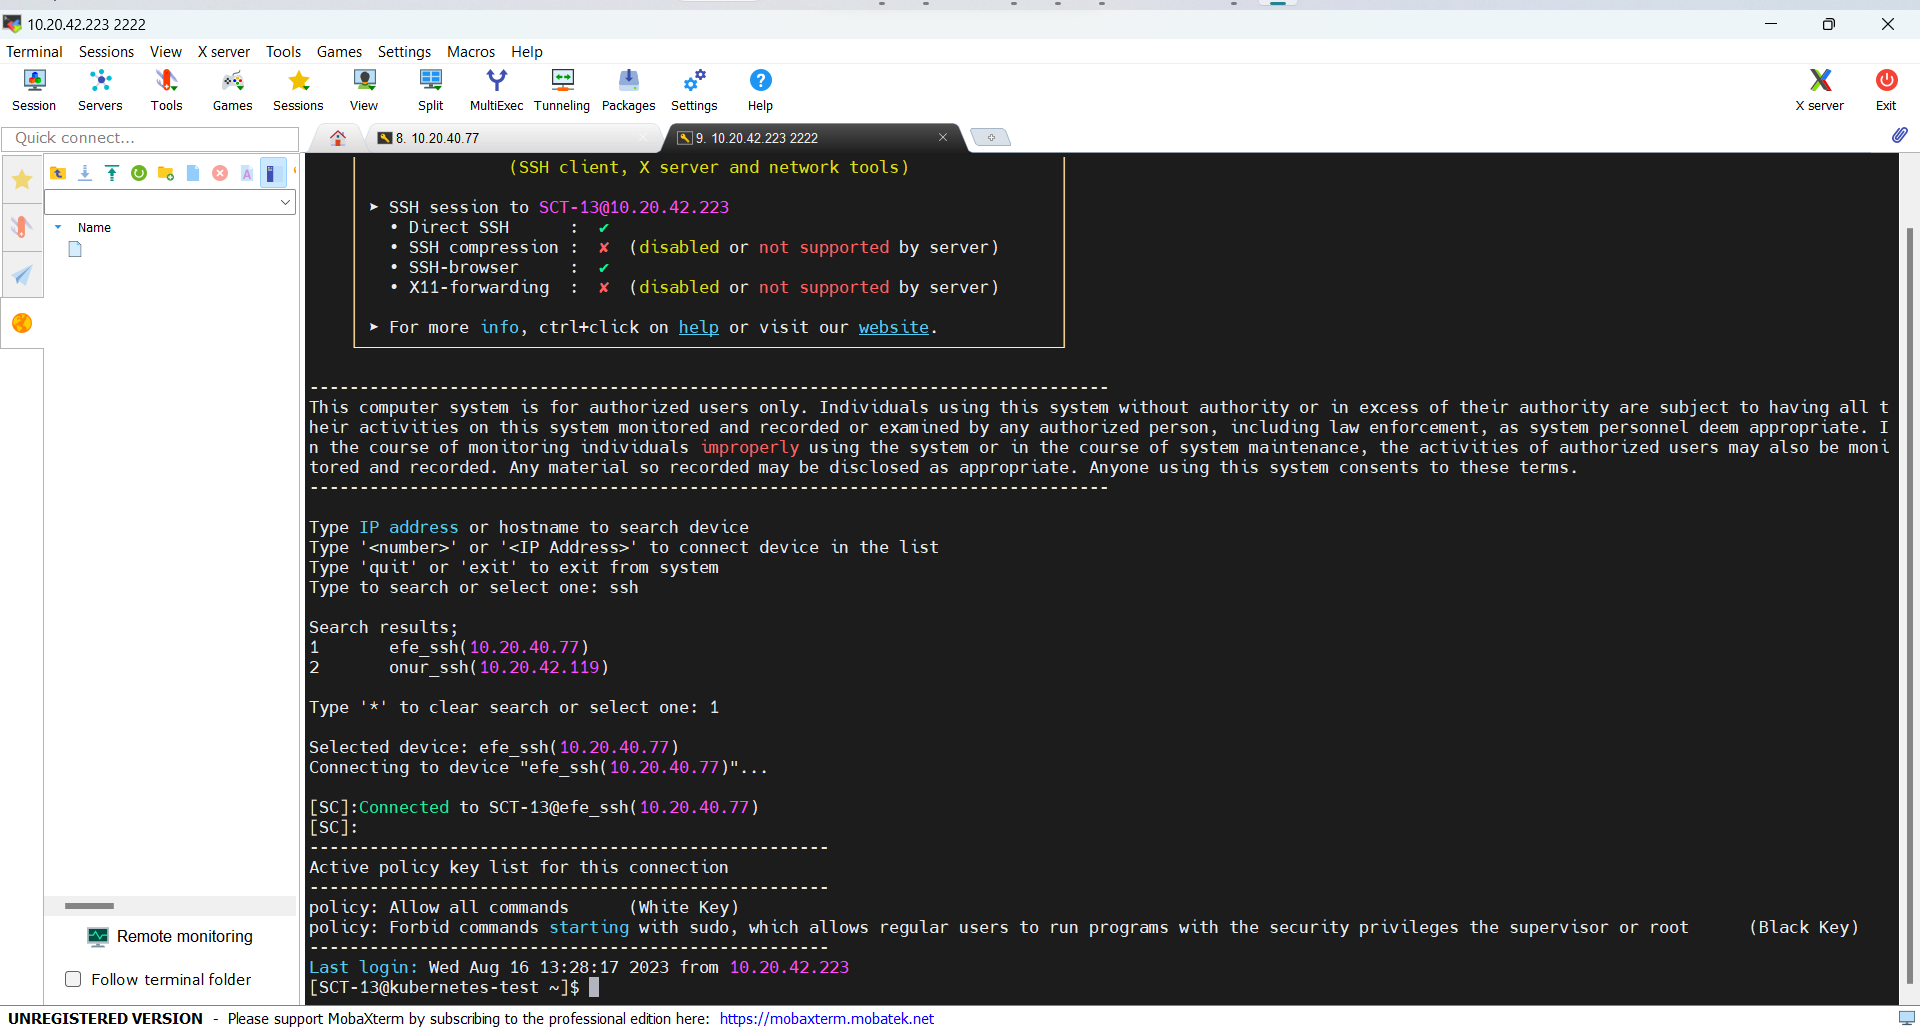 10.20.42.223 2222
Terminal Sessions View X server Tools Games Settings Macros Help
Session Servers Tools Games Sessions View Split MultiExec Tunneling Packages Settings Help X server Exit
Quick connect...
8. 10.20.40.77
9. 10.20.42.223 2222
Name
(SSH client, X server and network tools)
➤ SSH session to SCT-13@10.20.42.223
• Direct SSH : ✔
• SSH compression : ✘ (disabled or not supported by server)
• SSH-browser : ✔
• X11-forwarding : ✘ (disabled or not supported by server)
➤ For more info, ctrl+click on help or visit our website.
--------------------------------------------------------------------------------
This computer system is for authorized users only. Individuals using this system without authority or in excess of their authority are subject to having all t
heir activities on this system monitored and recorded or examined by any authorized person, including law enforcement, as system personnel deem appropriate. I
n the course of monitoring individuals improperly using the system or in the course of system maintenance, the activities of authorized users may also be moni
tored and recorded. Any material so recorded may be disclosed as appropriate. Anyone using this system consents to these terms.
--------------------------------------------------------------------------------
Type IP address or hostname to search device
Type '<number>' or '<IP Address>' to connect device in the list
Type 'quit' or 'exit' to exit from system
Type to search or select one: ssh
Search results;
1 efe_ssh(10.20.40.77)
2 onur_ssh(10.20.42.119)
Type '*' to clear search or select one: 1
Selected device: efe_ssh(10.20.40.77)
Connecting to device "efe_ssh(10.20.40.77)"...
[SC]:Connected to SCT-13@efe_ssh(10.20.40.77)
[SC]:
----------------------------------------------------
Active policy key list for this connection
----------------------------------------------------
policy: Allow all commands (White Key)
policy: Forbid commands starting with sudo, which allows regular users to run programs with the security privileges the supervisor or root (Black Key)
----------------------------------------------------
Last login: Wed Aug 16 13:28:17 2023 from 10.20.42.223
[SCT-13@kubernetes-test ~]$
Remote monitoring
Follow terminal folder
UNREGISTERED VERSION - Please support MobaXterm by subscribing to the professional edition here: https://mobaxterm.mobatek.net